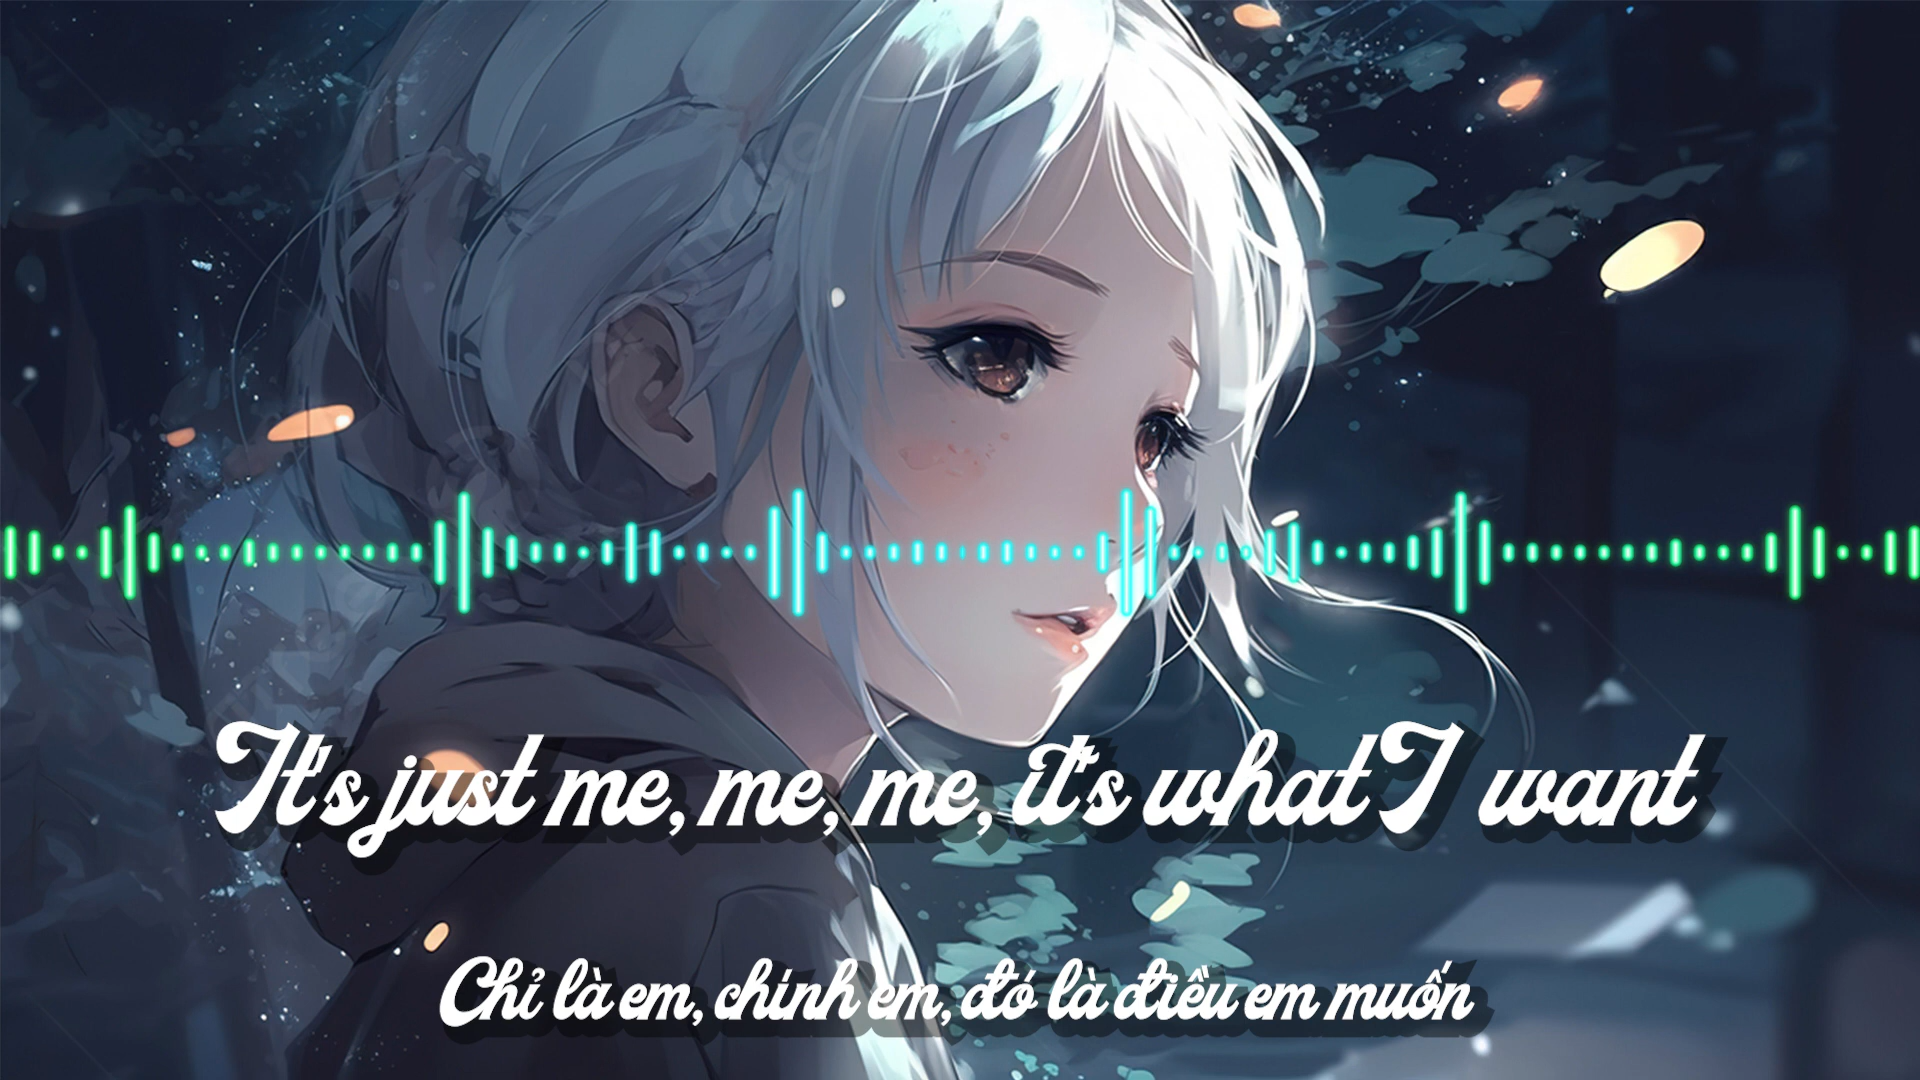 It's just me, me, me, it's what I want
Chỉ là em, chính em, đó là điều em muốn